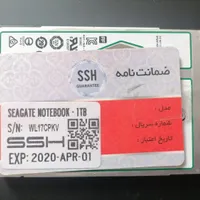 SSH
GUARANTEE
ضمانت نامه
مدل :
شماره سریال :
تاریخ اعتبار :
SEAGATE NOTEBOOK - 1TB
S/N: WL17CPKV
SSH
EXP: 2020-APR-01